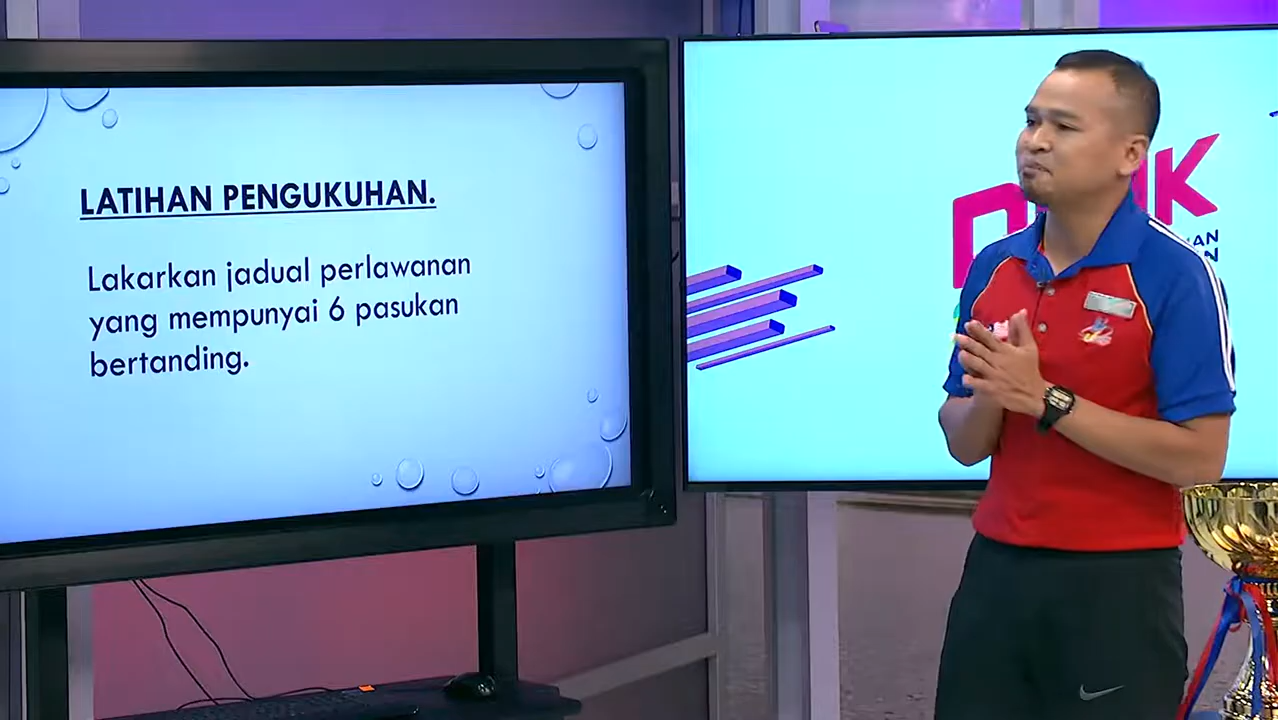 LATIHAN PENGUKUHAN.
Lakarkan jadual perlawanan
yang mempunyai 6 pasukan
bertanding.